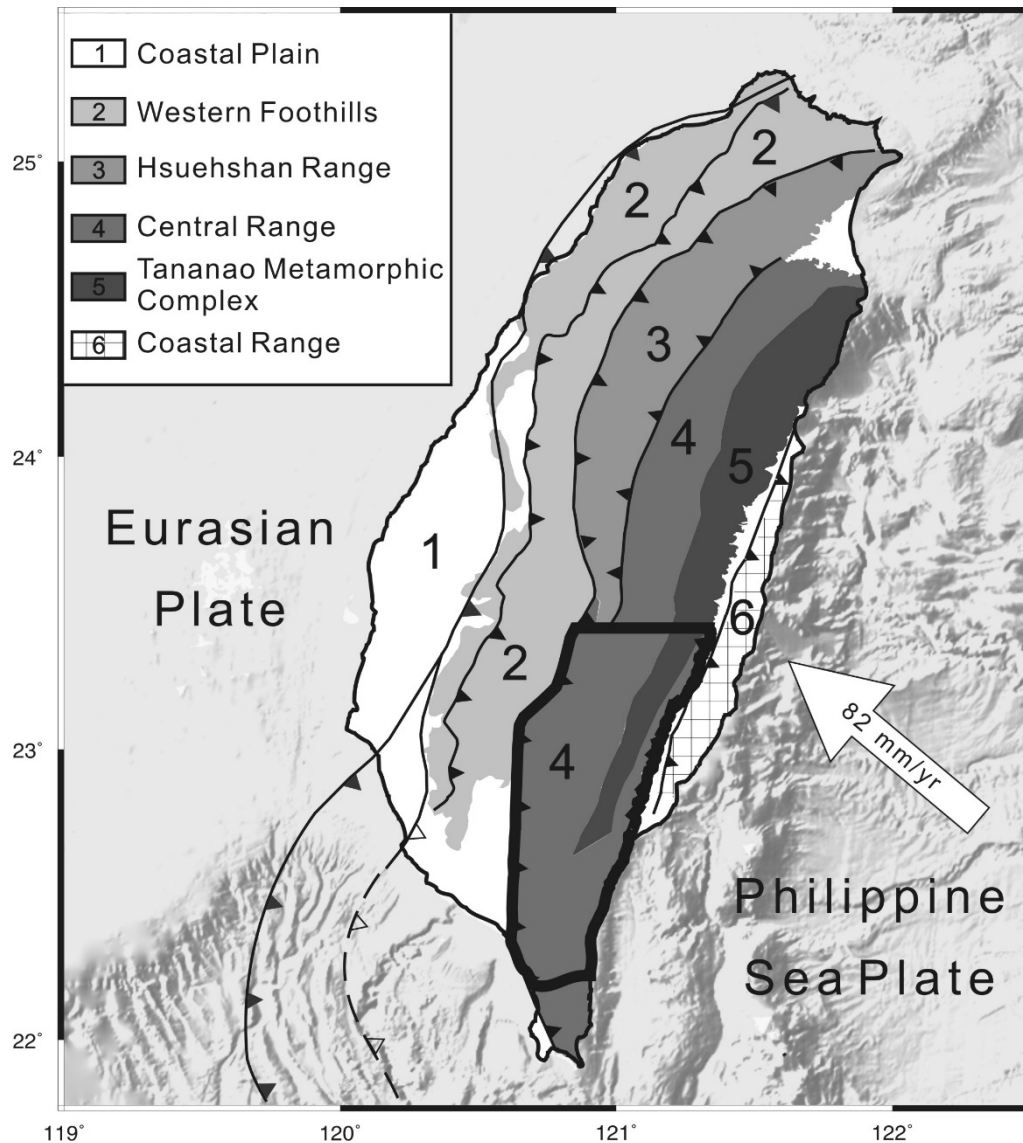 1 Coastal Plain
2 Western Foothills
3 Hsuehshan Range
4 Central Range
5 Tananao Metamorphic
Complex
6 Coastal Range
25°
24°
23°
22°
119°
120°
121°
122°
Eurasian
Plate
Philippine
Sea Plate
82 mm/yr
2
2
3
4
5
1
6
2
4